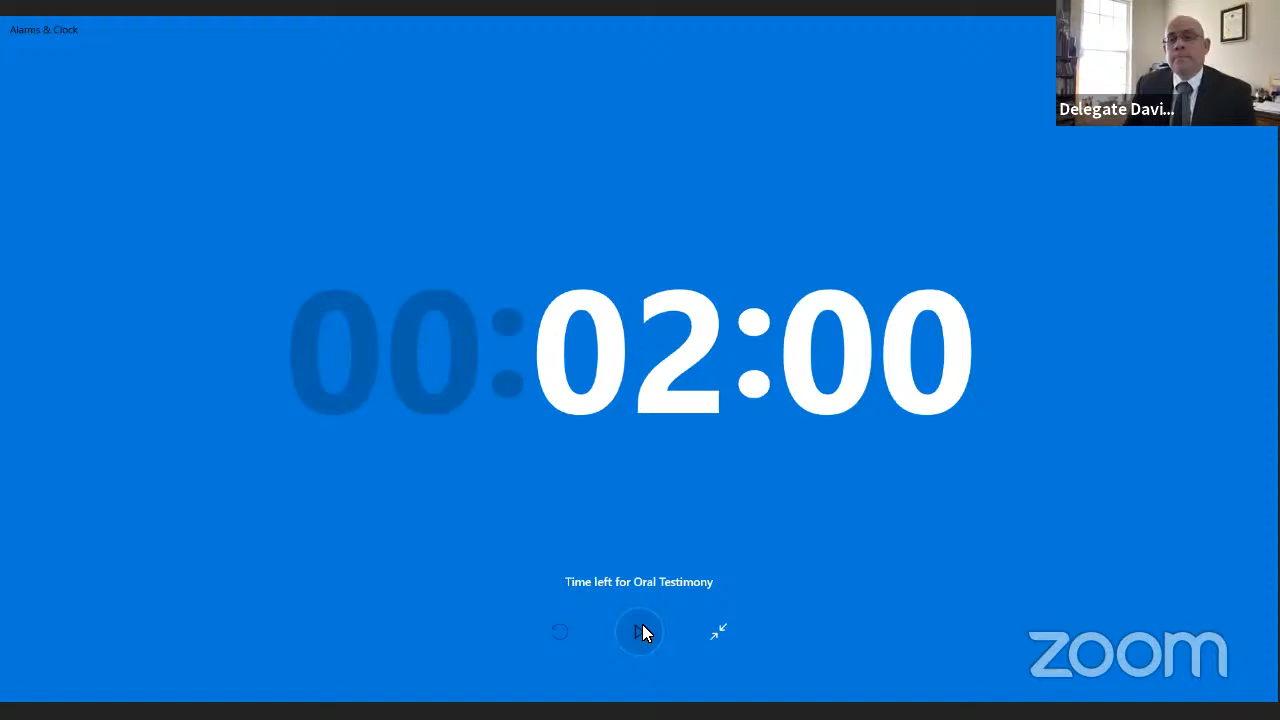 Alarms & Clock
Delegate Davi...
00:02:00
Time left for Oral Testimony
zoom